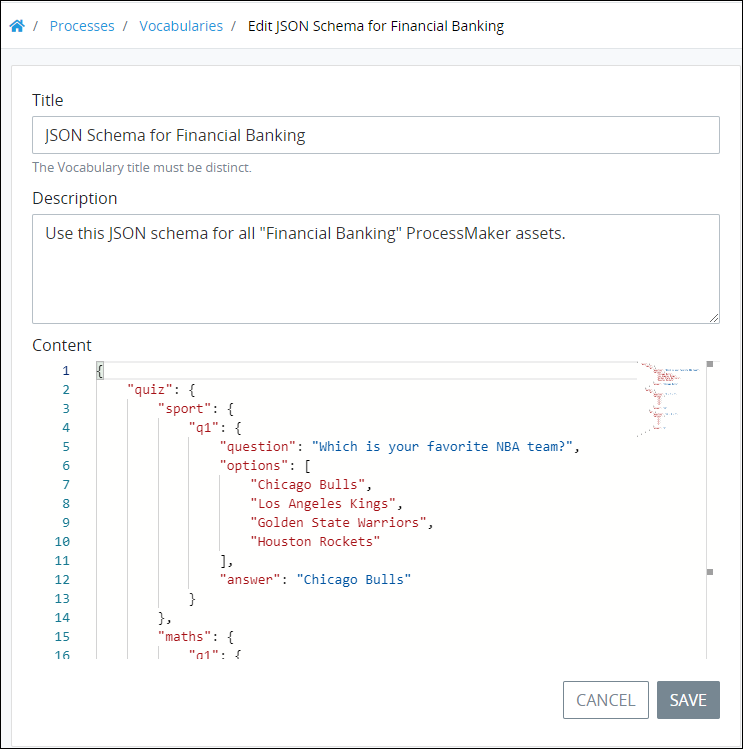 / Processes / Vocabularies / Edit JSON Schema for Financial Banking
Title
JSON Schema for Financial Banking
The Vocabulary title must be distinct.
Description
Use this JSON schema for all "Financial Banking" ProcessMaker assets.
Content
1 {
2 "quiz": {
3 "sport": {
4 "q1": {
5 "question": "Which is your favorite NBA team?",
6 "options": [
7 "Chicago Bulls",
8 "Los Angeles Kings",
9 "Golden State Warriors",
10 "Houston Rockets"
11 ],
12 "answer": "Chicago Bulls"
13 }
14 },
15 "maths": {
16 "q1": {
CANCEL SAVE